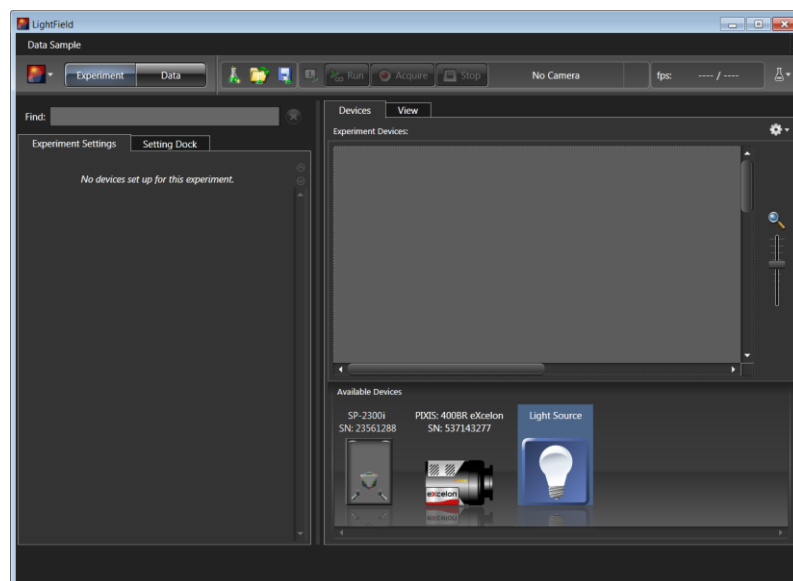 LightField
Data Sample
Experiment Data Run Acquire Stop No Camera fps: ---- / ----
Find:
Experiment Settings Setting Dock
No devices set up for this experiment.
Devices View
Experiment Devices:
Available Devices
SP-2300i
SN: 23561288
PIXIS: 400BR eXcelon
SN: 537143277
Light Source
eXcelon